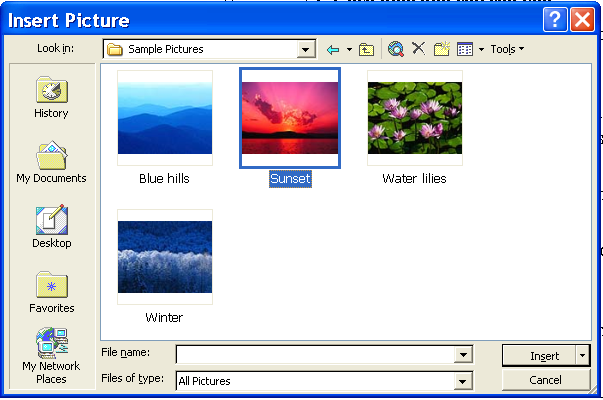 Insert Picture
Look in: Sample Pictures Tools
History
My Documents
Desktop
Favorites
My Network
Places
Blue hills Sunset Water lilies
Winter
File name: Insert
Files of type: All Pictures Cancel